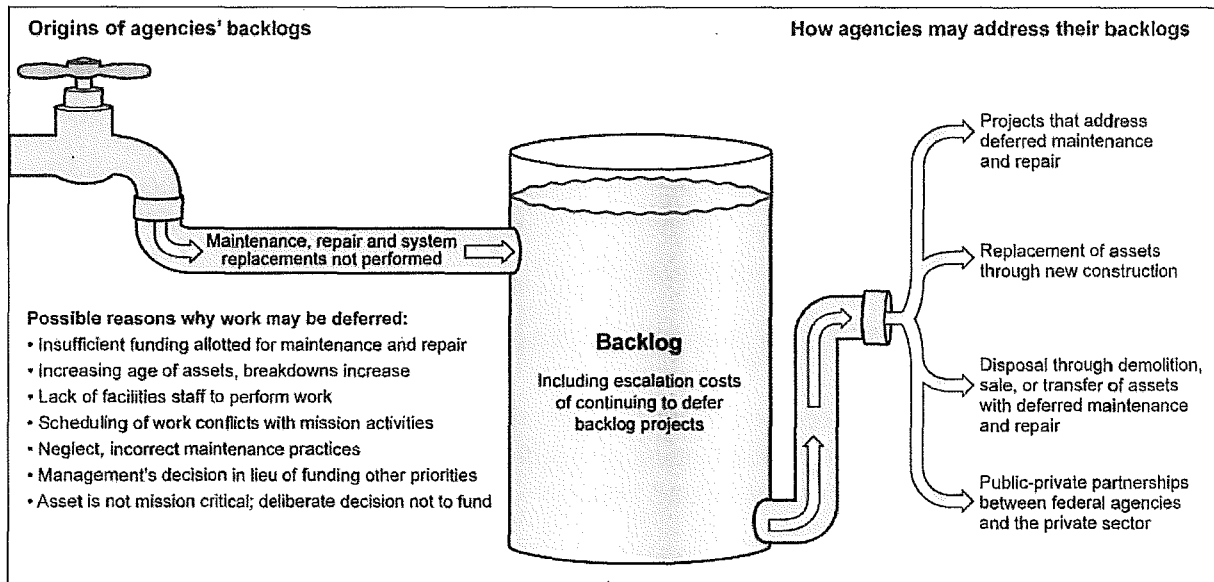 Origins of agencies' backlogs
How agencies may address their backlogs
Maintenance, repair and system
replacements not performed
Possible reasons why work may be deferred:
• Insufficient funding allotted for maintenance and repair
• Increasing age of assets, breakdowns increase
• Lack of facilities staff to perform work
• Scheduling of work conflicts with mission activities
• Neglect, incorrect maintenance practices
• Management's decision in lieu of funding other priorities
• Asset is not mission critical; deliberate decision not to fund
Backlog
Including escalation costs
of continuing to defer
backlog projects
Projects that address
deferred maintenance
and repair
Replacement of assets
through new construction
Disposal through demolition,
sale, or transfer of assets
with deferred maintenance
and repair
Public-private partnerships
between federal agencies
and the private sector